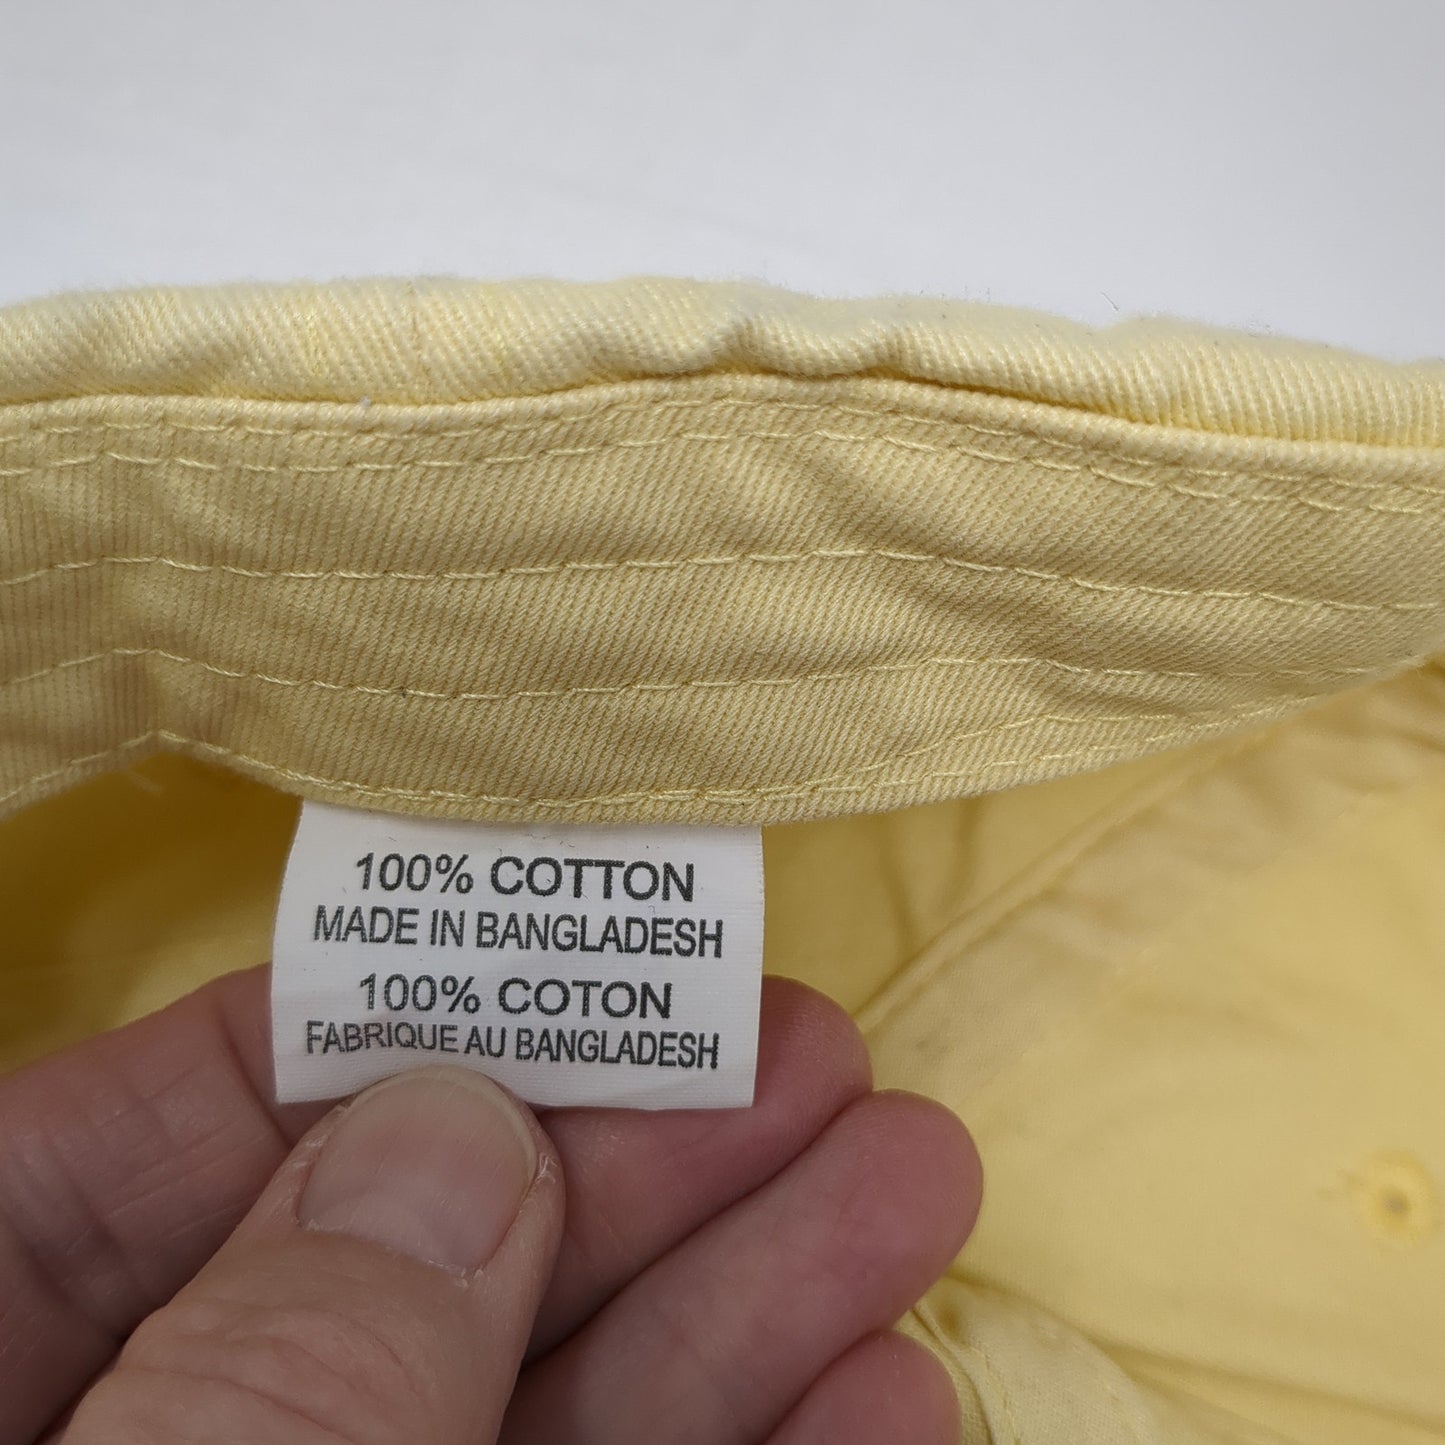 100% COTTON
MADE IN BANGLADESH
100% COTON
FABRIQUE AU BANGLADESH